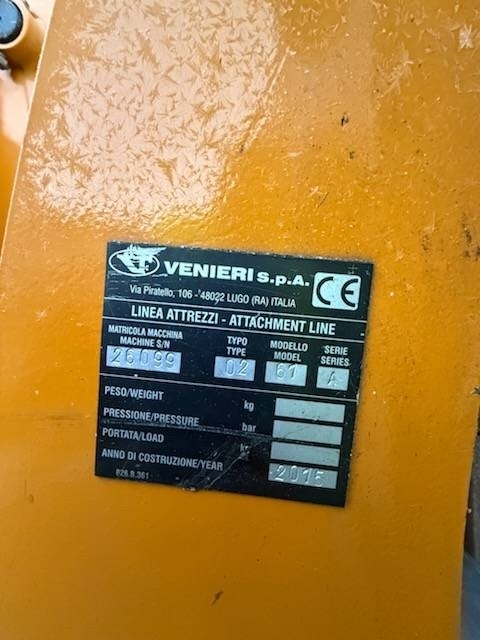 VENIERI S.p.A.
CE
Via Piratello, 106 - 48022 LUGO (RA) ITALIA
LINEA ATTREZZI - ATTACHMENT LINE
MATRICOLA MACCHINA TYPO MODELLO SERIE
MACHINE S/N TYPE MODEL SERIES
26099 02 61 A
PESO/WEIGHT kg
PRESSIONE/PRESSURE bar
PORTATA/LOAD
ANNO DI COSTRUZIONE/YEAR 2015
826.8.361